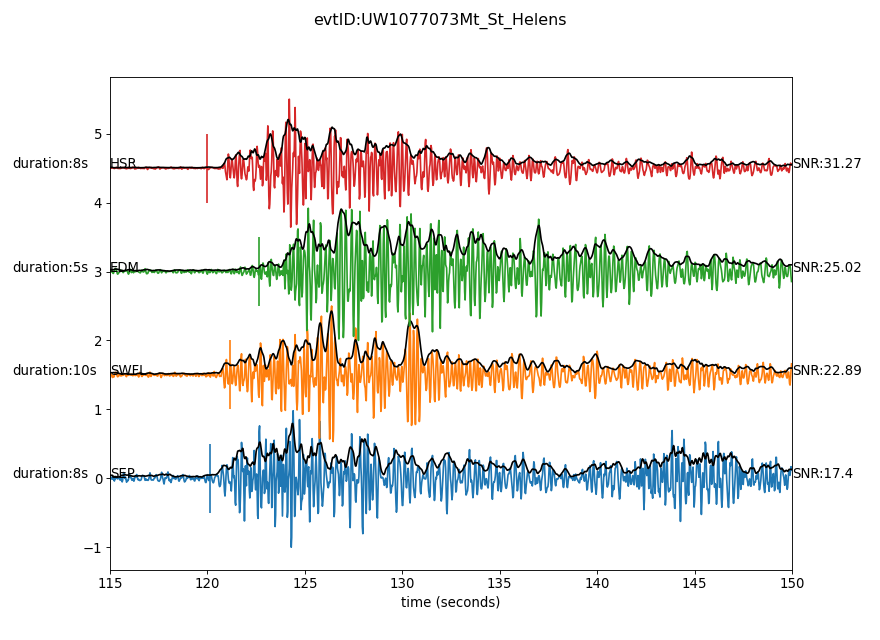 evtID:UW1077073Mt_St_Helens
5
duration:8s HSR SNR:31.27
4
duration:5s EDM SNR:25.02
3
2
duration:10s SWFL SNR:22.89
1
duration:8s SEP SNR:17.4
0
−1
115 120 125 130 135 140 145 150
time (seconds)